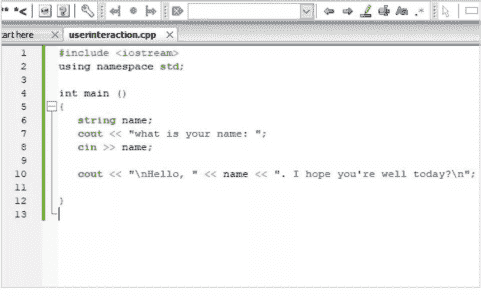 tart here
userinteraction.cpp
1 #include <iostream>
2 using namespace std;
3
4 int main ()
5 {
6 string name;
7 cout << "what is your name: ";
8 cin >> name;
9
10 cout << "\nHello, " << name << ". I hope you're well today?\n";
11
12 }
13